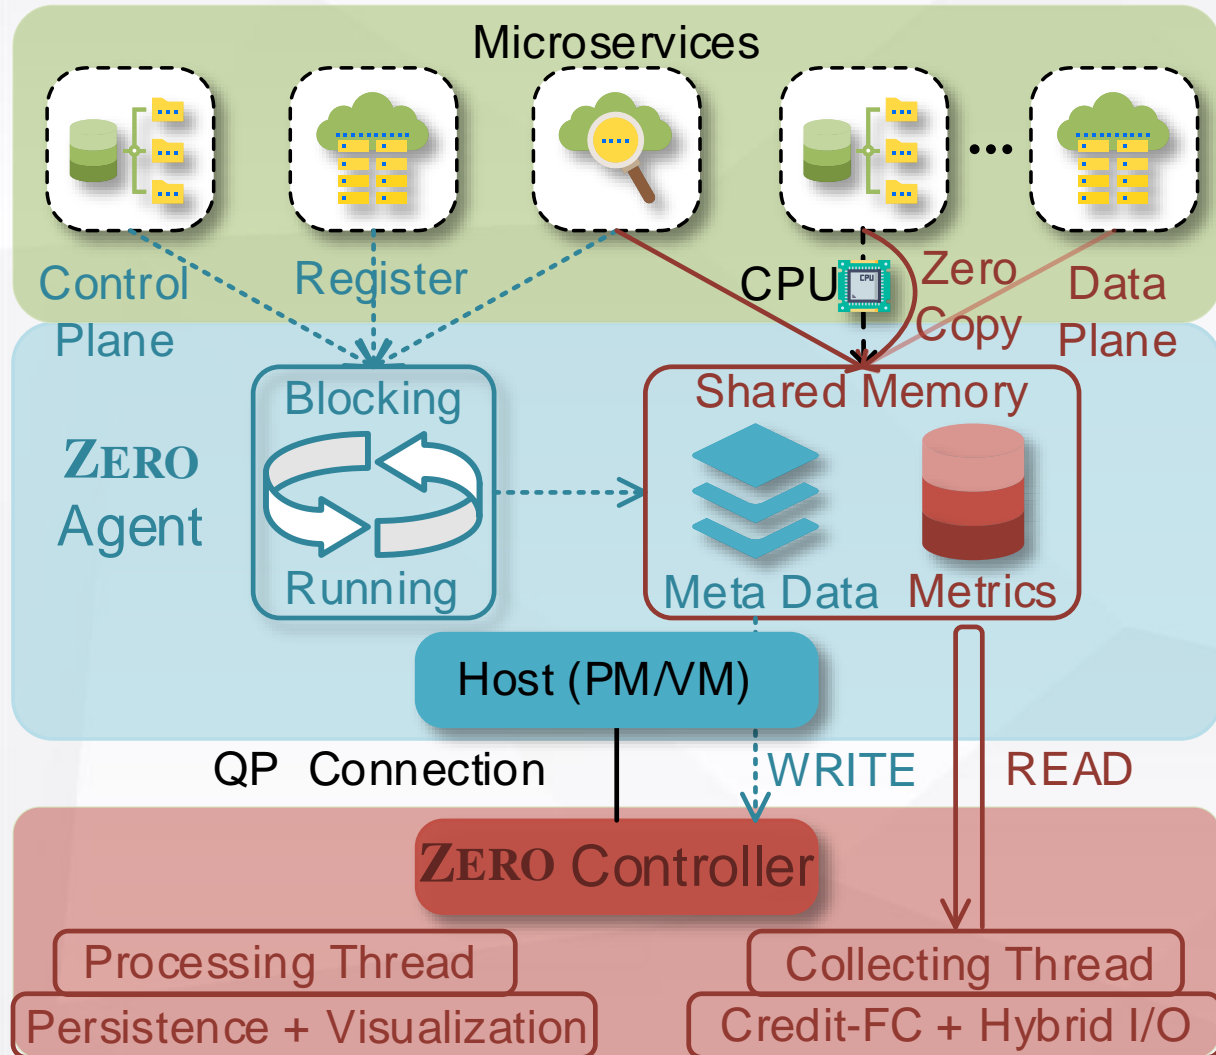 Microservices
Control
Plane
Register
CPU
CPU
Zero
Copy
Data
Plane
ZERO
Agent
Blocking
Running
Shared Memory
Meta Data
Metrics
Host (PM/VM)
QP Connection
WRITE
READ
ZERO Controller
Processing Thread
Persistence + Visualization
Collecting Thread
Credit-FC + Hybrid I/O